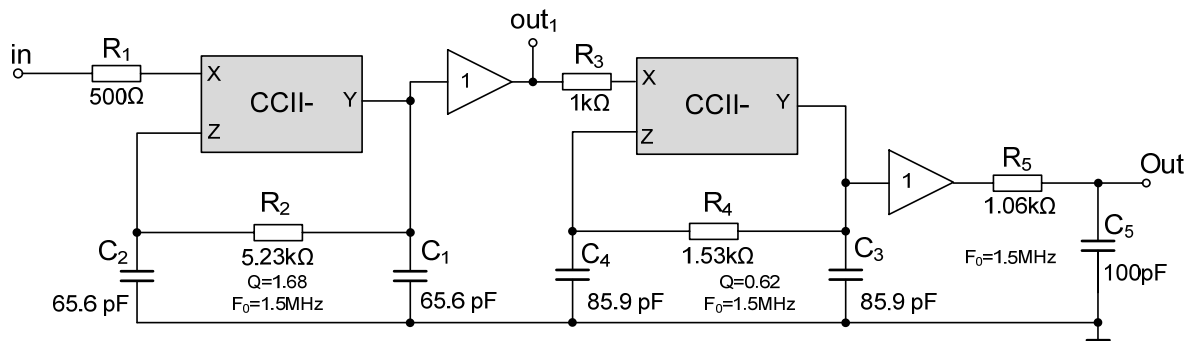 in
R1
500Ω
X
CCII-
Y
Z
1
out1
R3
1kΩ
X
CCII-
Y
Z
1
R5
1.06kΩ
Out
C5
100pF
F0=1.5MHz
R2
5.23kΩ
Q=1.68
F0=1.5MHz
C2
65.6 pF
C1
65.6 pF
R4
1.53kΩ
Q=0.62
F0=1.5MHz
C4
85.9 pF
C3
85.9 pF